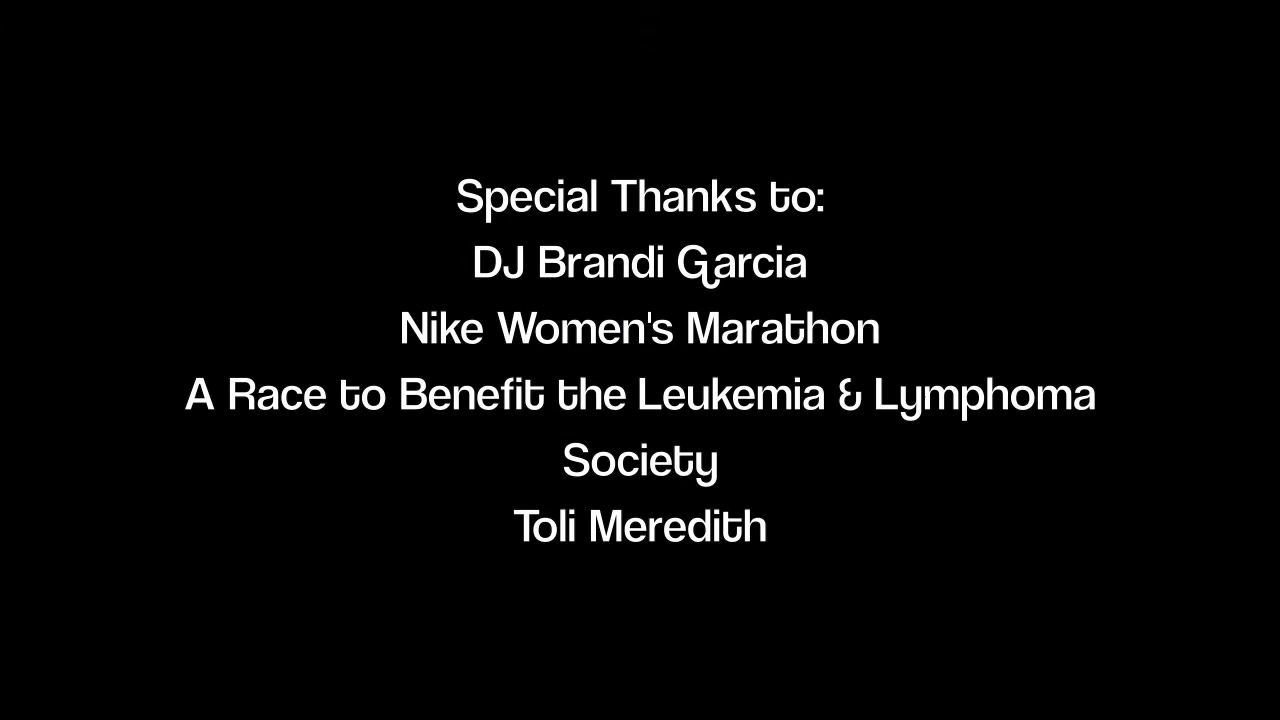 Special Thanks to:
DJ Brandi Garcia
Nike Women's Marathon
A Race to Benefit the Leukemia & Lymphoma
Society
Toli Meredith